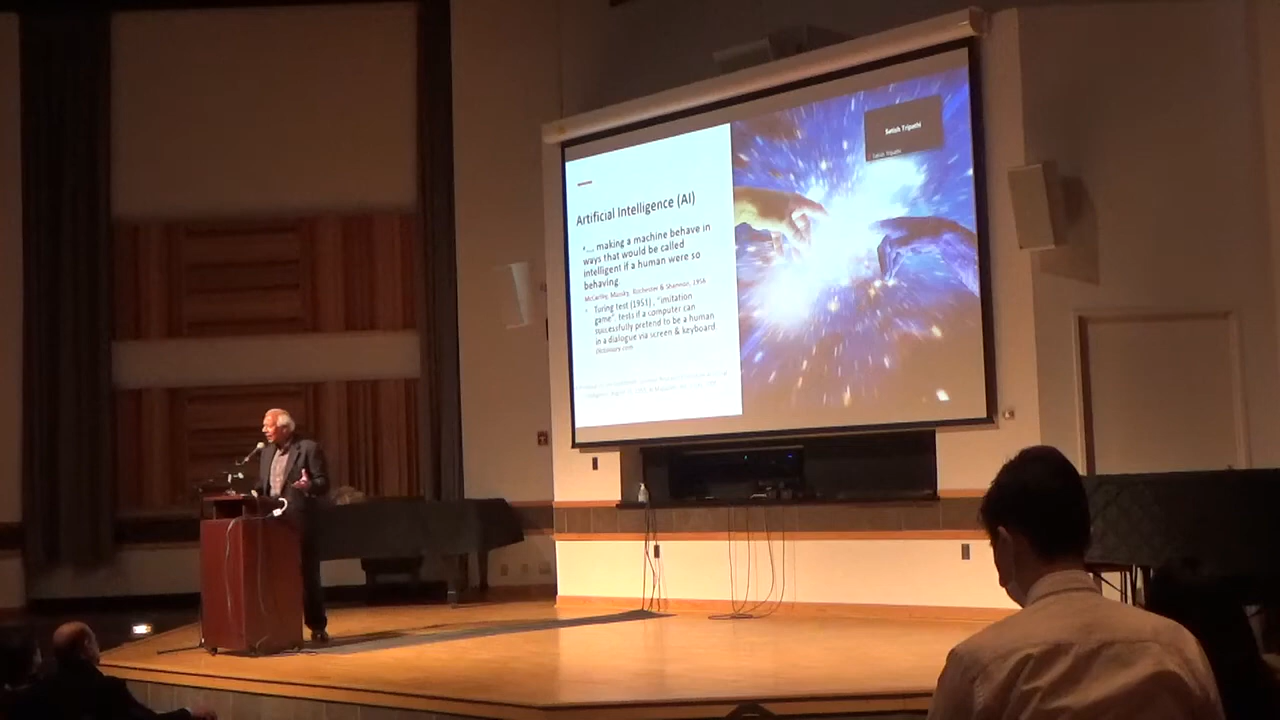 Artificial Intelligence (AI)
"... making a machine behave in
ways that would be called
intelligent if a human were so
behaving
McCarthy, Minsky, Rochester & Shannon, 1956
• Turing test (1951), "imitation
game" tests if a computer can
successfully pretend to be a human
in a dialogue via screen & keyboard
Satish Tripathi
Satish Tripathi